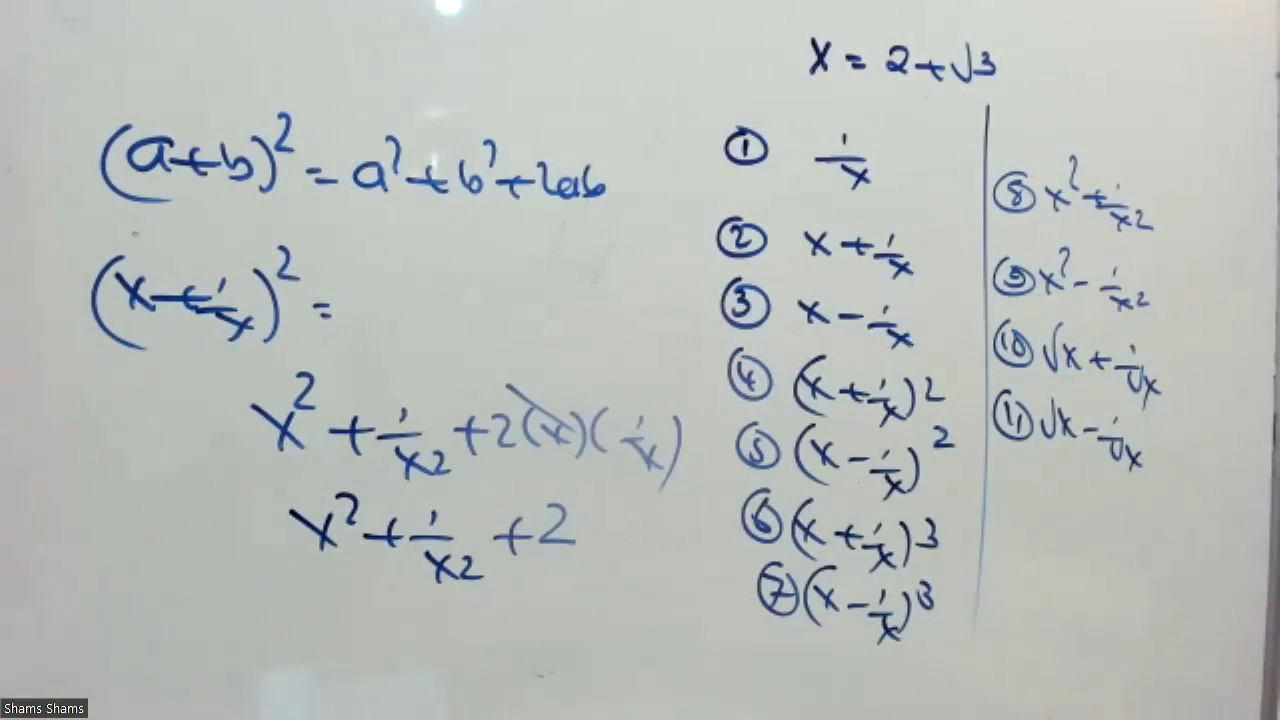 (a+b)² = a² + b² + 2ab
(x + 1/x)² =
x² + 1/x² + 2(x)(1/x)
x² + 1/x² + 2
x = 2 + √3
① 1/x
② x + 1/x
③ x - 1/x
④ (x + 1/x)²
⑤ (x - 1/x)²
⑥ (x + 1/x)³
⑦ (x - 1/x)³
⑧ x² + 1/x²
⑨ x² - 1/x²
⑩ √x + 1/√x
⑪ √x - 1/√x
Shams Shams